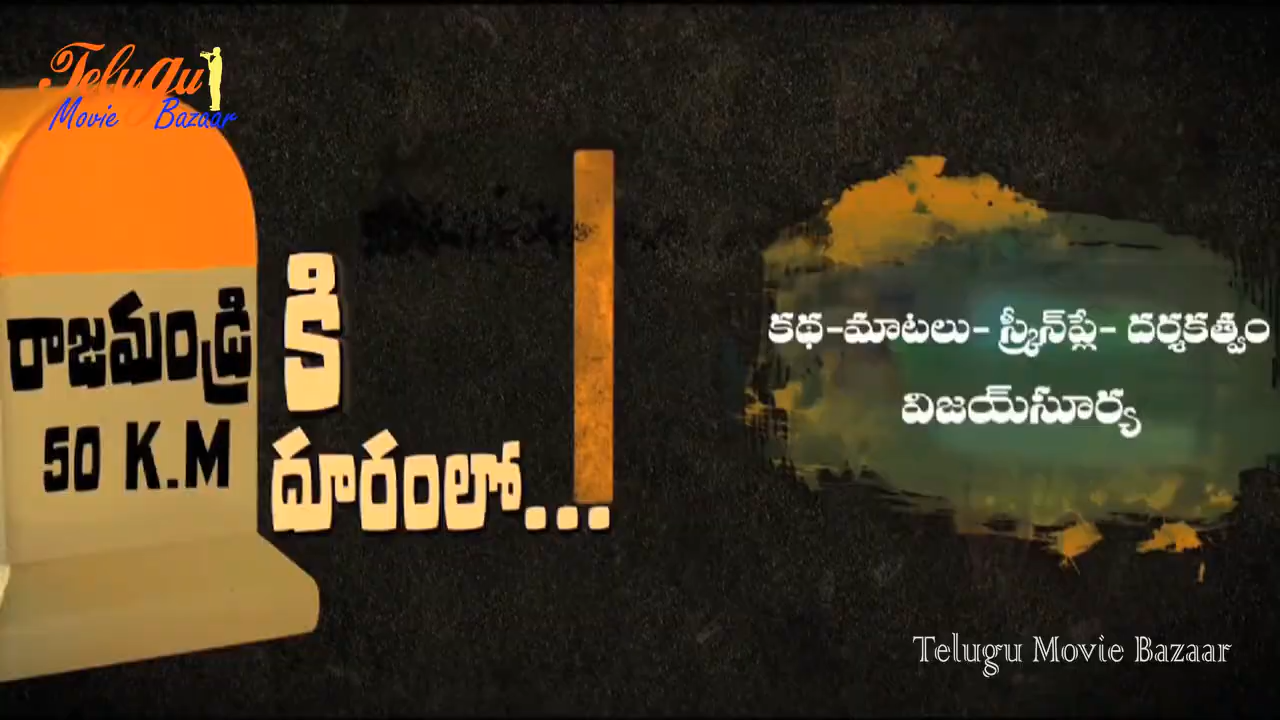 Telugu
Movie Bazaar
రాజమండ్రి
50 K.M
కి
దూరంలో...
కథ-మాటలు- స్క్రీన్‌ప్లే- దర్శకత్వం
విజయ్‌సూర్య
Telugu Movie Bazaar